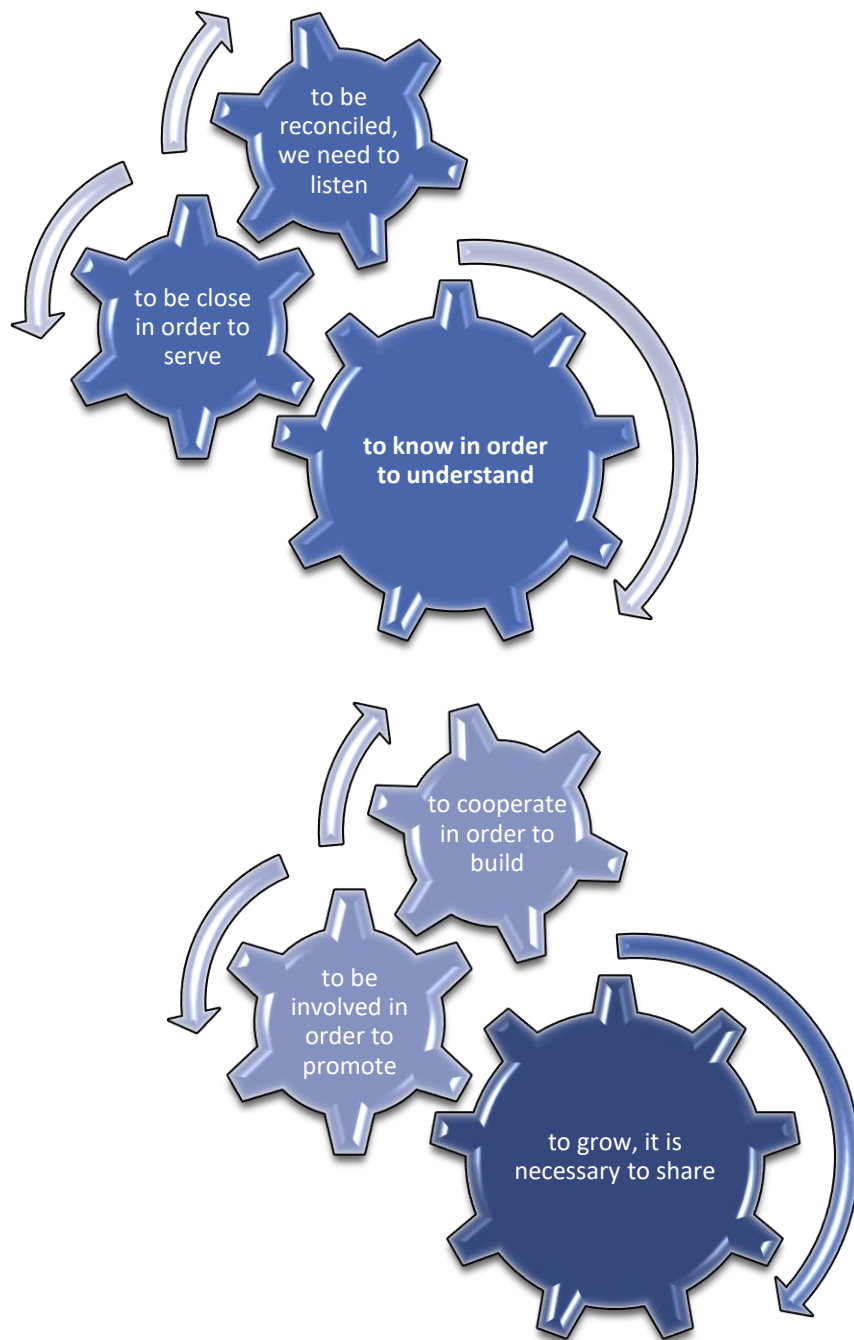 to be
reconciled,
we need to
listen
to be close
in order to
serve
to know in order
to understand
to cooperate
in order to
build
to be
involved in
order to
promote
to grow, it is
necessary to share